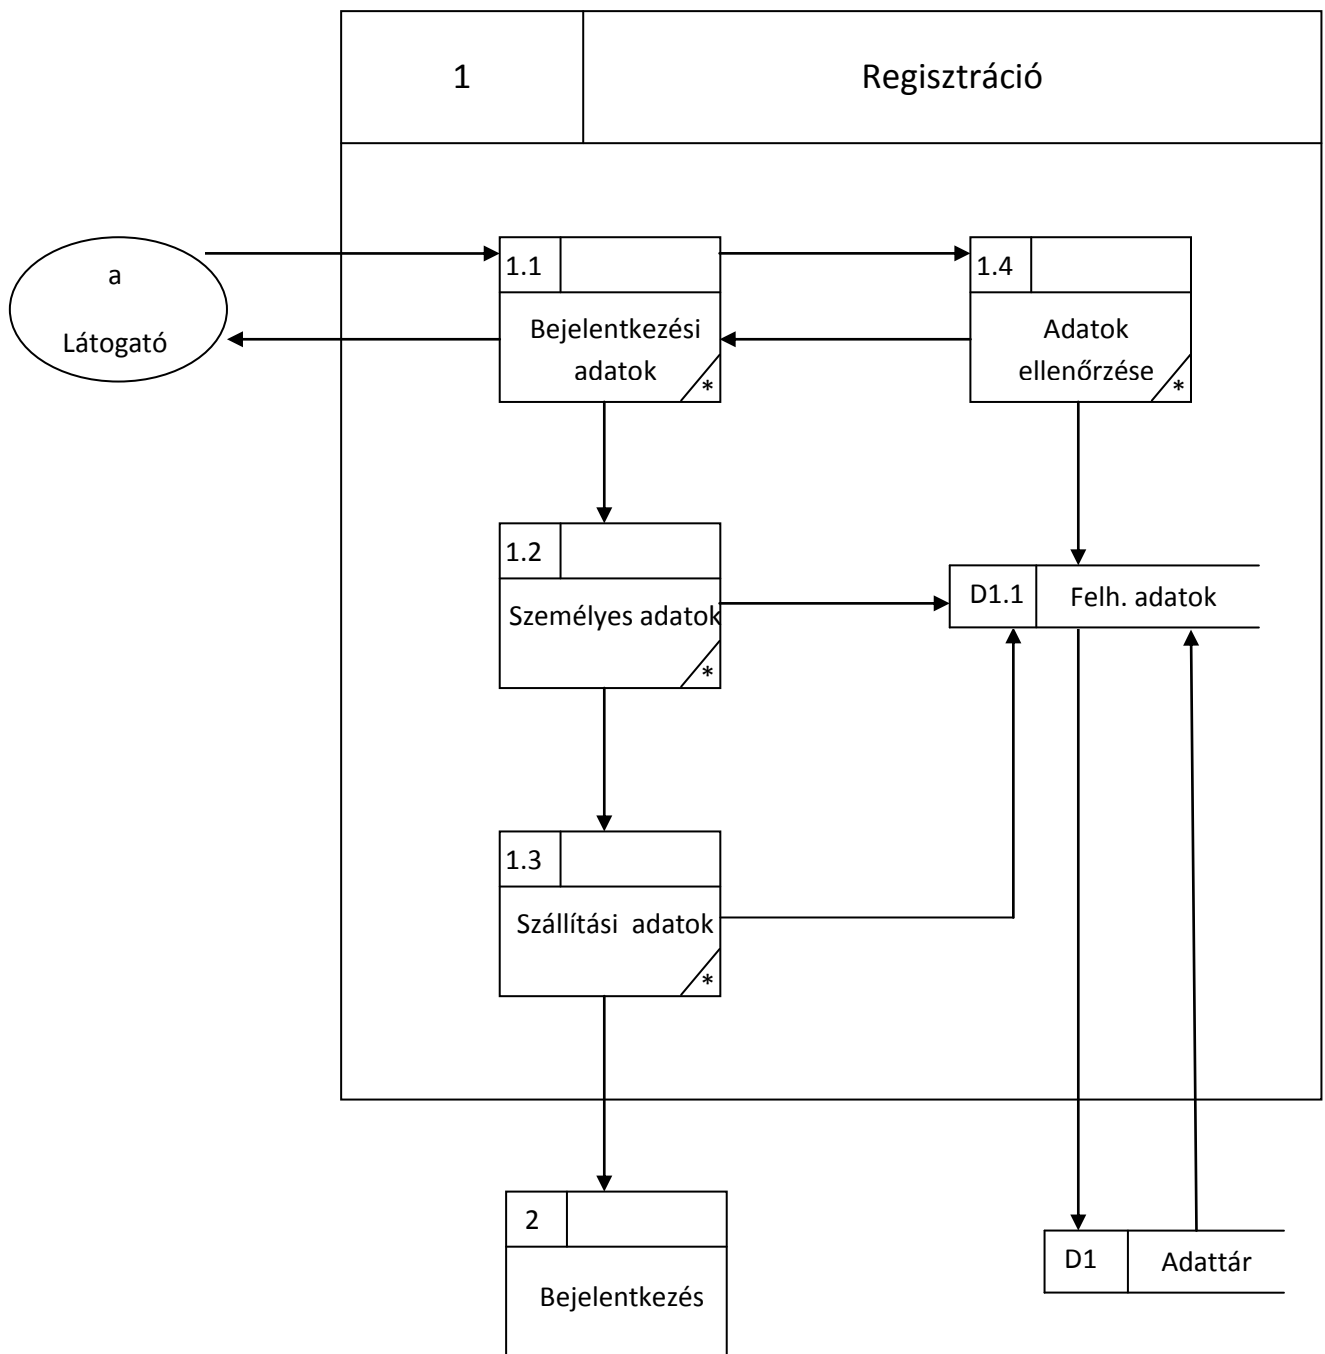 1
Regisztráció
a
Látogató
1.1
Bejelentkezési
adatok
*
1.4
Adatok
ellenőrzése
*
1.2
Személyes adatok
*
D1.1
Felh. adatok
1.3
Szállítási adatok
*
2
Bejelentkezés
D1
Adattár